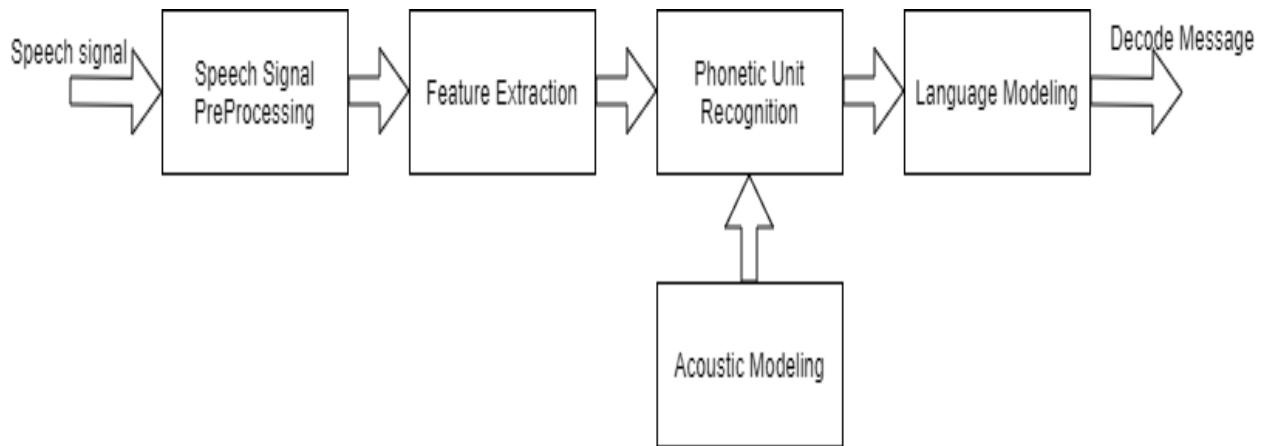 Speech signal
Speech Signal
PreProcessing
Feature Extraction
Phonetic Unit
Recognition
Language Modeling
Decode Message
Acoustic Modeling